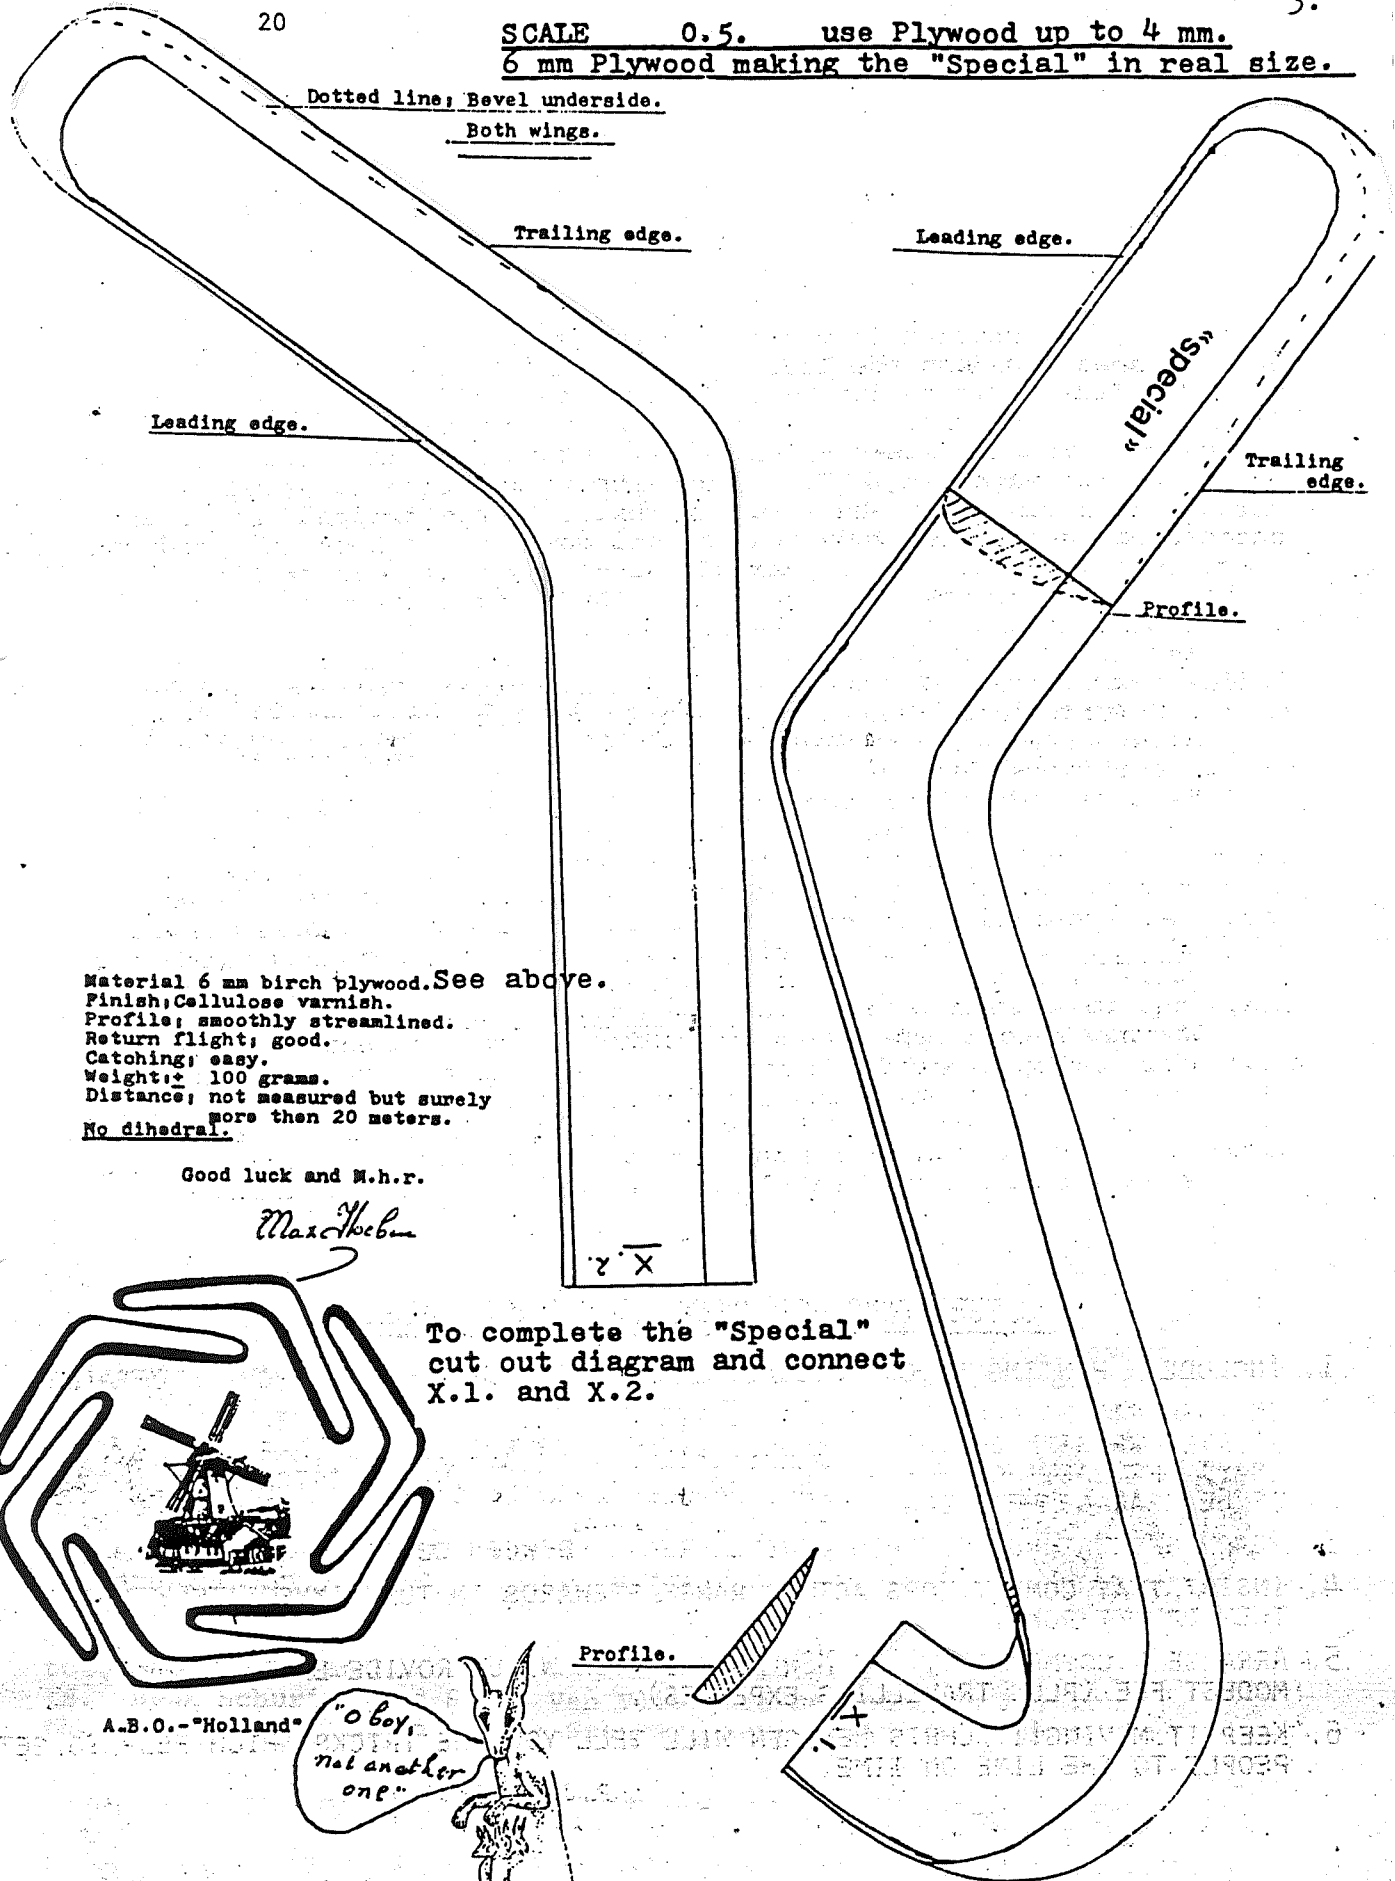 20
3.
SCALE 0.5. use Plywood up to 4 mm.
6 mm Plywood making the "Special" in real size.
Dotted line; Bevel underside.
Both wings.
Trailing edge.
Leading edge.
"special"
Leading edge.
Trailing
edge.
Profile.
Material 6 mm birch plywood.See above.
Finish;Cellulose varnish.
Profile; smoothly streamlined.
Return flight; good.
Catching; easy.
Weight;± 100 grams.
Distance; not measured but surely
more then 20 meters.
No dihedral.
Good luck and M.h.r.
Max
X.2.
To complete the "Special"
cut out diagram and connect
X.1. and X.2.
Profile.
X.1.
A.B.O.-"Holland"
"O boy,
not another
one"